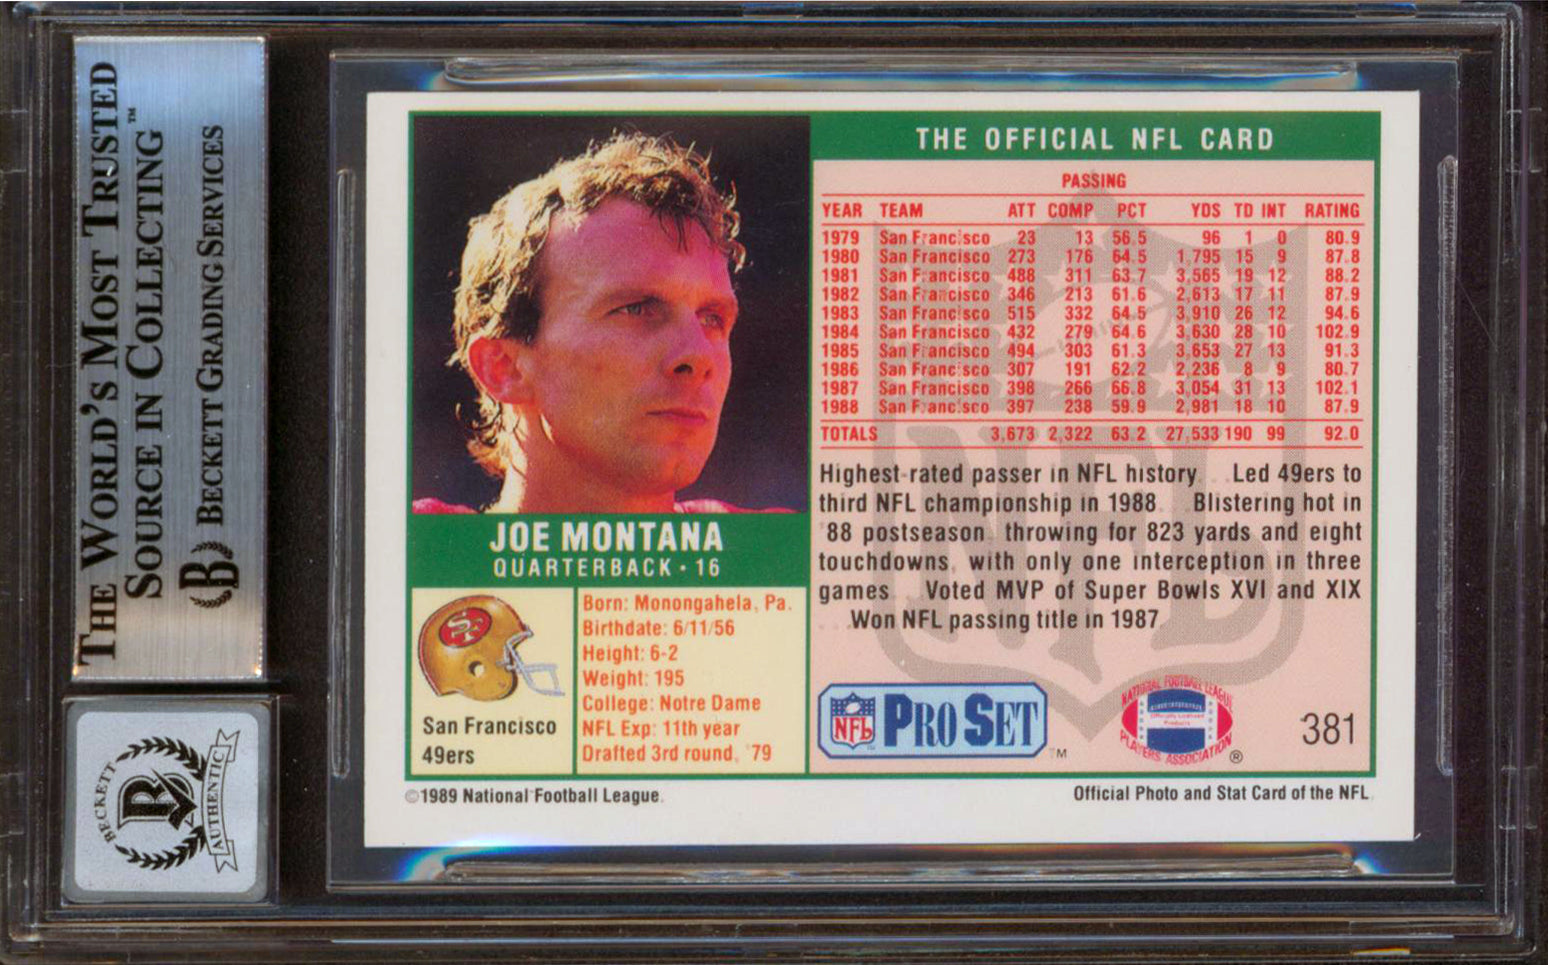 THE WORLD'S MOST TRUSTED
SOURCE IN COLLECTING™
BECKETT GRADING SERVICES
B
BECKETT
B
AUTHENTIC
THE OFFICIAL NFL CARD
PASSING
YEAR TEAM ATT COMP PCT YDS TD INT RATING
1979 San Francisco 23 13 56.5 96 1 0 80.9
1980 San Francisco 273 176 64.5 1,795 15 9 87.8
1981 San Francisco 488 311 63.7 3,565 19 12 88.2
1982 San Francisco 346 213 61.6 2,613 17 11 87.9
1983 San Francisco 515 332 64.5 3,910 26 12 94.6
1984 San Francisco 432 279 64.6 3,630 28 10 102.9
1985 San Francisco 494 303 61.3 3,653 27 13 91.3
1986 San Francisco 307 191 62.2 2,236 8 9 80.7
1987 San Francisco 398 266 66.8 3,054 31 13 102.1
1988 San Francisco 397 238 59.9 2,981 18 10 87.9
TOTALS 3,673 2,322 63.2 27,533 190 99 92.0
NFL
Highest-rated passer in NFL history . . . Led 49ers to
third NFL championship in 1988 . . . Blistering hot in
'88 postseason, throwing for 823 yards and eight
touchdowns, with only one interception in three
games . . . Voted MVP of Super Bowls XVI and XIX
. . . Won NFL passing title in 1987
JOE MONTANA
QUARTERBACK • 16
SF
San Francisco
49ers
Born: Monongahela, Pa.
Birthdate: 6/11/56
Height: 6-2
Weight: 195
College: Notre Dame
NFL Exp: 11th year
Drafted 3rd round, '79
NFL PRO SET ™
NATIONAL FOOTBALL LEAGUE
Officially Licensed
Products
PLAYERS ASSOCIATION ®
381
©1989 National Football League.
Official Photo and Stat Card of the NFL.